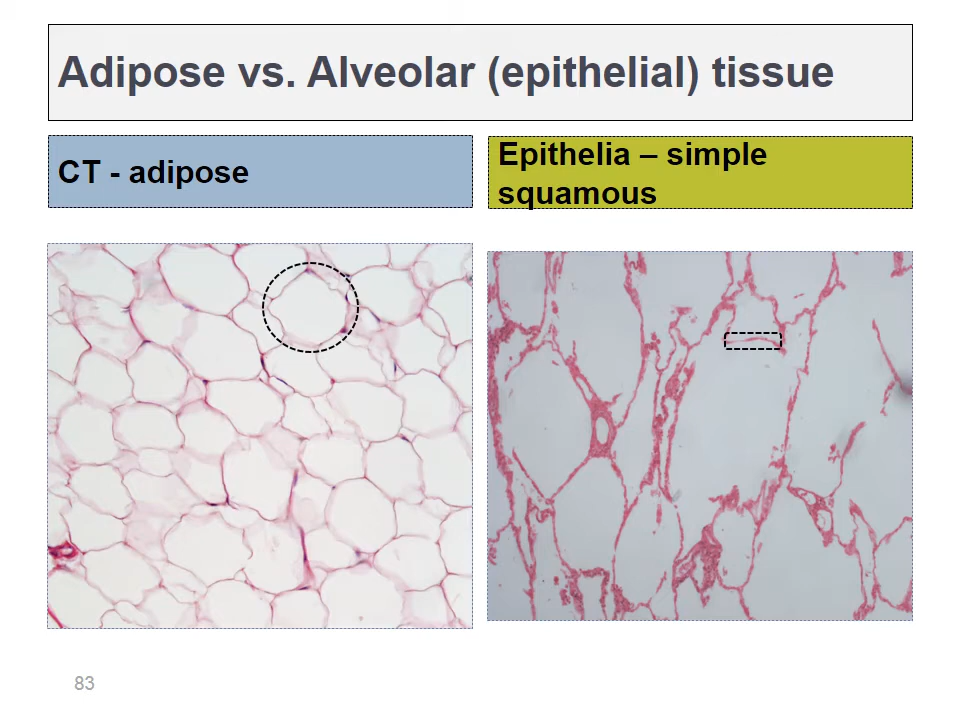 Adipose vs. Alveolar (epithelial) tissue
CT - adipose
Epithelia – simple
squamous
83